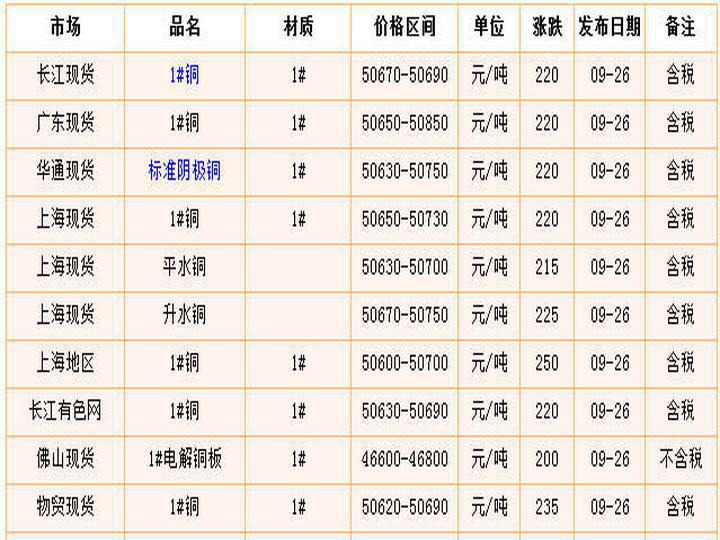 市场 品名 材质 价格区间 单位 涨跌 发布日期 备注
长江现货 1#铜 1# 50670-50690 元/吨 220 09-26 含税
广东现货 1#铜 1# 50650-50850 元/吨 220 09-26 含税
华通现货 标准阴极铜 1# 50630-50750 元/吨 220 09-26 含税
上海现货 1#铜 1# 50650-50730 元/吨 220 09-26 含税
上海现货 平水铜 50630-50700 元/吨 215 09-26 含税
上海现货 升水铜 50670-50750 元/吨 225 09-26 含税
上海地区 1#铜 1# 50600-50700 元/吨 250 09-26 含税
长江有色网 1#铜 1# 50630-50690 元/吨 220 09-26 含税
佛山现货 1#电解铜板 1# 46600-46800 元/吨 200 09-26 不含税
物贸现货 1#铜 1# 50620-50690 元/吨 235 09-26 含税